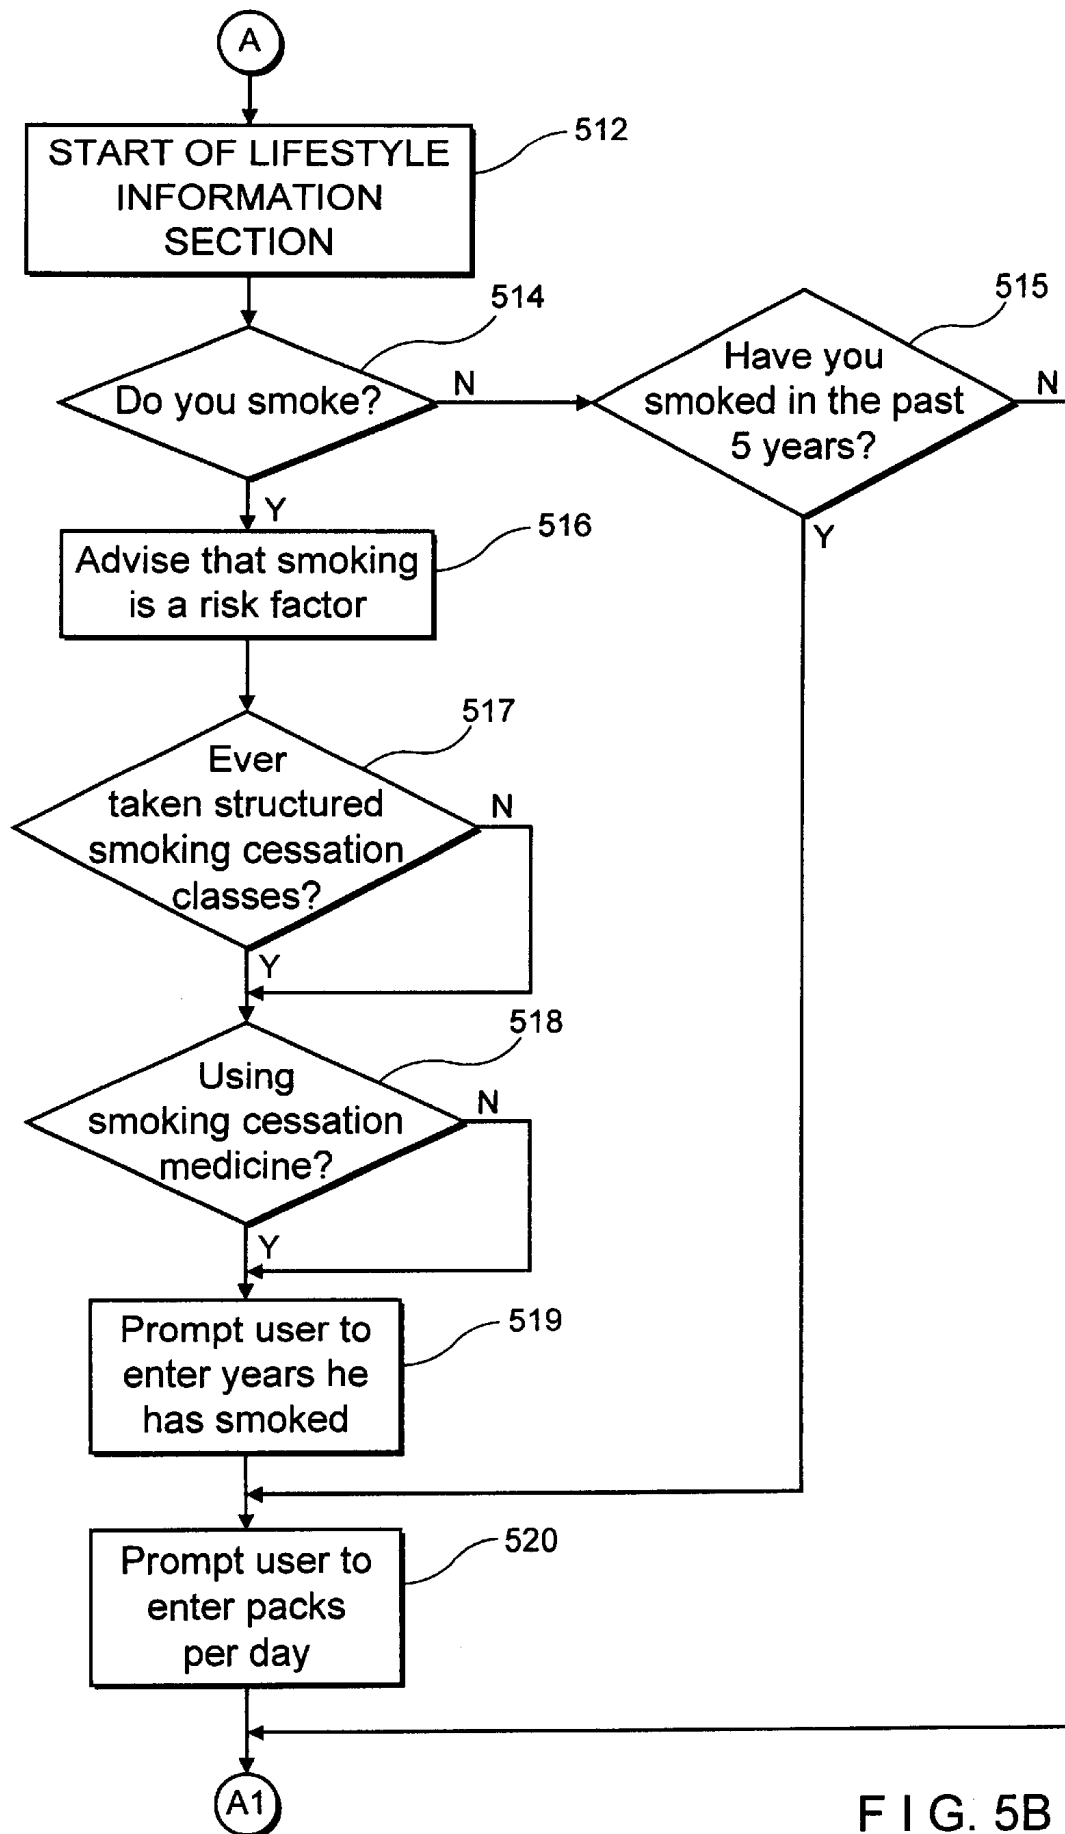 A
START OF LIFESTYLE
INFORMATION
SECTION
512
Do you smoke?
514
N
Y
Have you
smoked in the past
5 years?
515
N
Y
Advise that smoking
is a risk factor
516
Ever
taken structured
smoking cessation
classes?
517
N
Y
Using
smoking cessation
medicine?
518
N
Y
Prompt user to
enter years he
has smoked
519
Prompt user to
enter packs
per day
520
A1
FIG. 5B